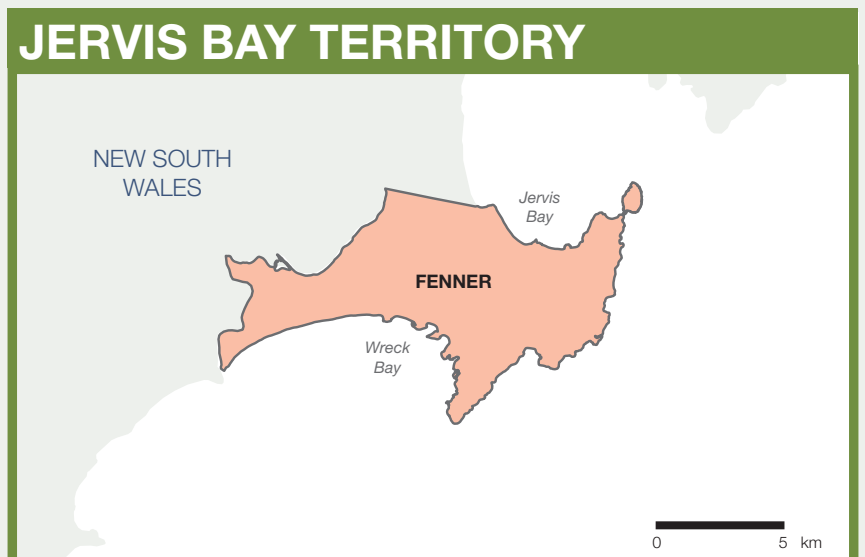 JERVIS BAY TERRITORY
NEW SOUTH
WALES
Jervis
Bay
FENNER
Wreck
Bay
0 5 km